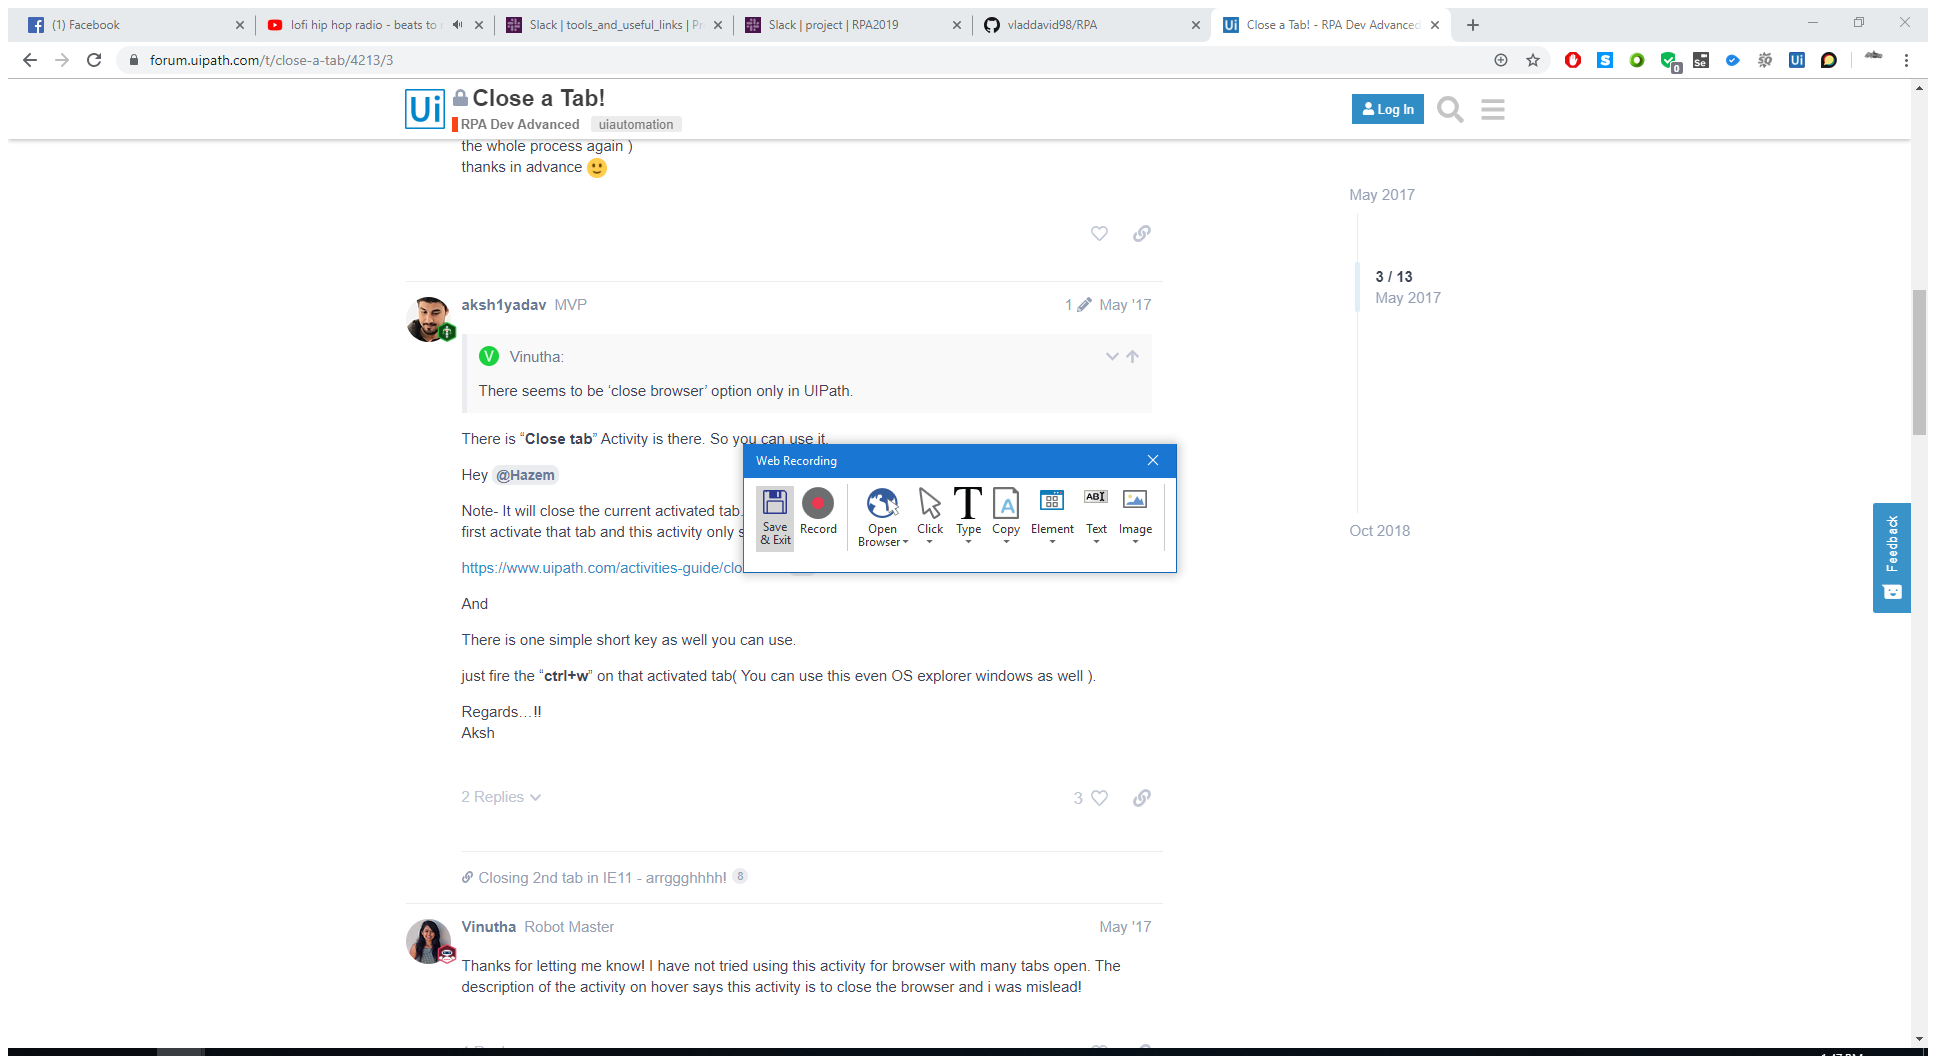 (1) Facebook
lofi hip hop radio - beats to
Slack | tools_and_useful_links |
Slack | project | RPA2019
vladdavid98/RPA
Close a Tab! - RPA Dev Advanced
forum.uipath.com/t/close-a-tab/4213/3
0
Se
Ui
Ui
Close a Tab!
RPA Dev Advanced uiautomation
Log In
the whole process again )
thanks in advance
May 2017
3 / 13
May 2017
Oct 2018
aksh1yadav MVP
1 May '17
V Vinutha:
There seems to be ‘close browser’ option only in UIPath.
There is “Close tab” Activity is there. So you can use it.
Hey @Hazem
Note- It will close the current activated tab.
first activate that tab and this activity only
https://www.uipath.com/activities-guide/clo
Web Recording
Save & Exit
Record
Open Browser
Click
Type
Copy
Element
Text
Image
And
There is one simple short key as well you can use.
just fire the “ctrl+w” on that activated tab( You can use this even OS explorer windows as well ).
Regards…!!
Aksh
2 Replies
3
Closing 2nd tab in IE11 - arrggghhhh! 8
Vinutha Robot Master
May '17
Thanks for letting me know! I have not tried using this activity for browser with many tabs open. The
description of the activity on hover says this activity is to close the browser and i was mislead!
Feedback